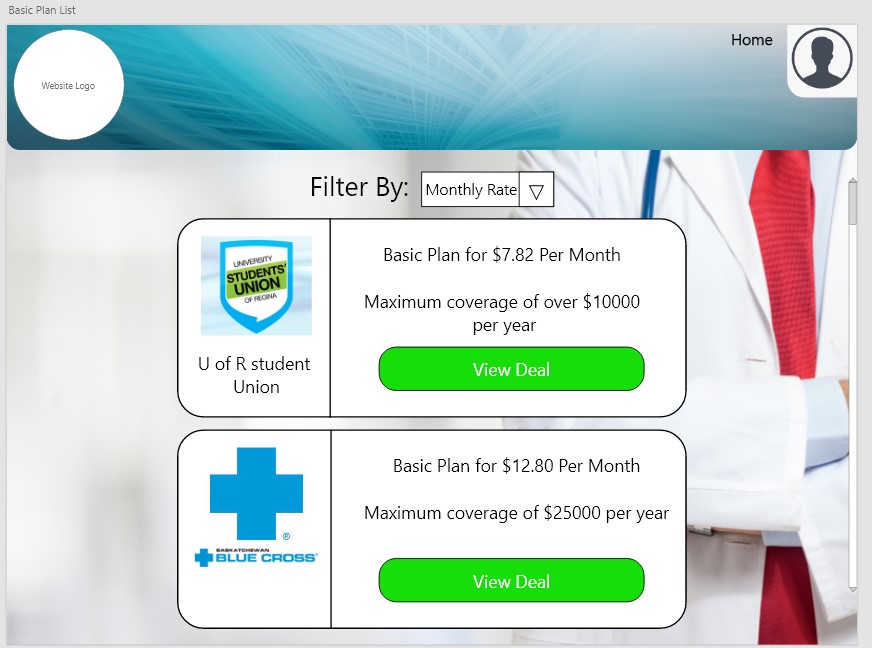 Basic Plan List
Website Logo
Home
Filter By:
Monthly Rate
UNIVERSITY
STUDENTS'
UNION
OF REGINA
U of R student
Union
Basic Plan for $7.82 Per Month
Maximum coverage of over $10000
per year
View Deal
®
SASKATCHEWAN
BLUE CROSS®
Basic Plan for $12.80 Per Month
Maximum coverage of $25000 per year
View Deal